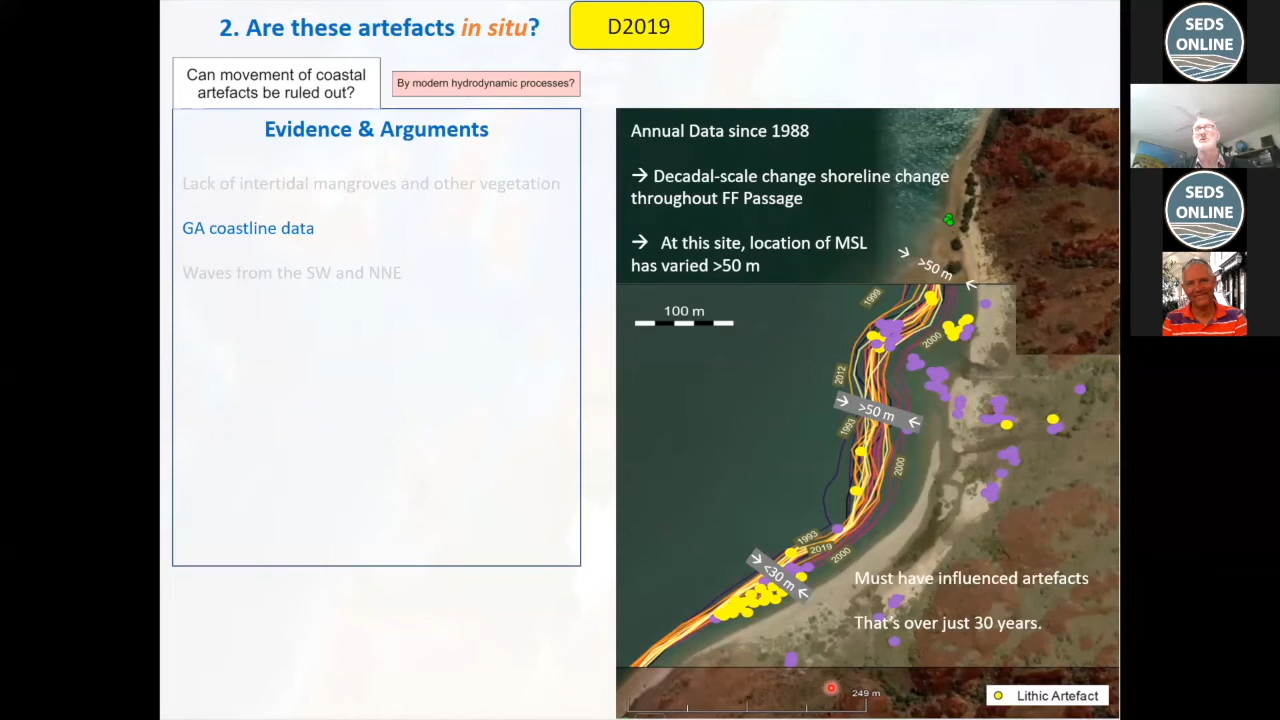 2. Are these artefacts in situ?
D2019
Can movement of coastal
artefacts be ruled out?
By modern hydrodynamic processes?
Evidence & Arguments
Lack of intertidal mangroves and other vegetation
GA coastline data
Waves from the SW and NNE
Annual Data since 1988
→ Decadal-scale change shoreline change
throughout FF Passage
→ At this site, location of MSL
has varied >50 m
>50 m
100 m
1999
2000
2012
>50 m
1993
2000
1993
2019
2000
<30 m
Must have influenced artefacts
That's over just 30 years.
249 m
Lithic Artefact
SEDS
ONLINE
SEDS
ONLINE